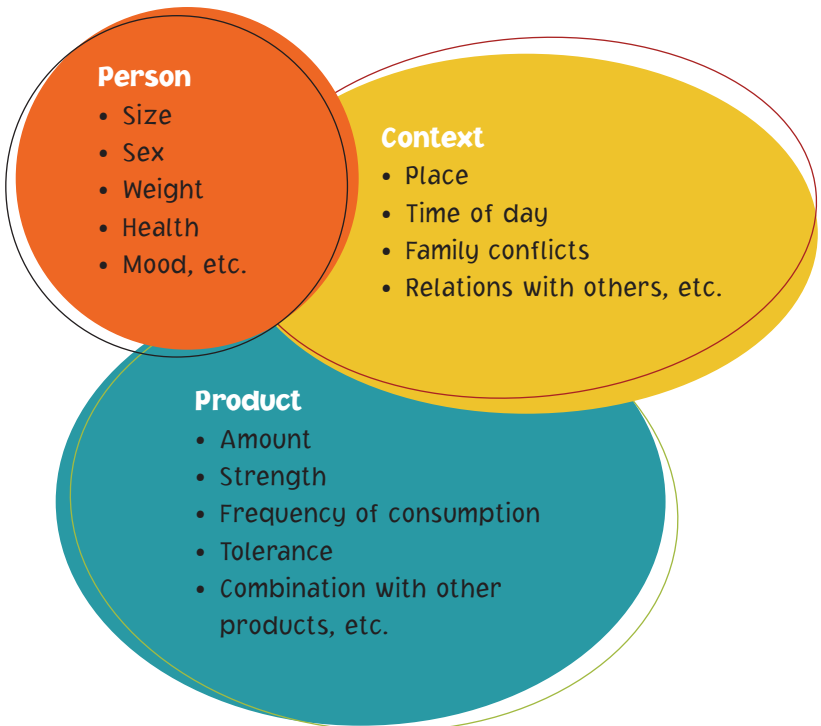 Person
• Size
• Sex
• Weight
• Health
• Mood, etc.
Context
• Place
• Time of day
• Family conflicts
• Relations with others, etc.
Product
• Amount
• Strength
• Frequency of consumption
• Tolerance
• Combination with other
products, etc.